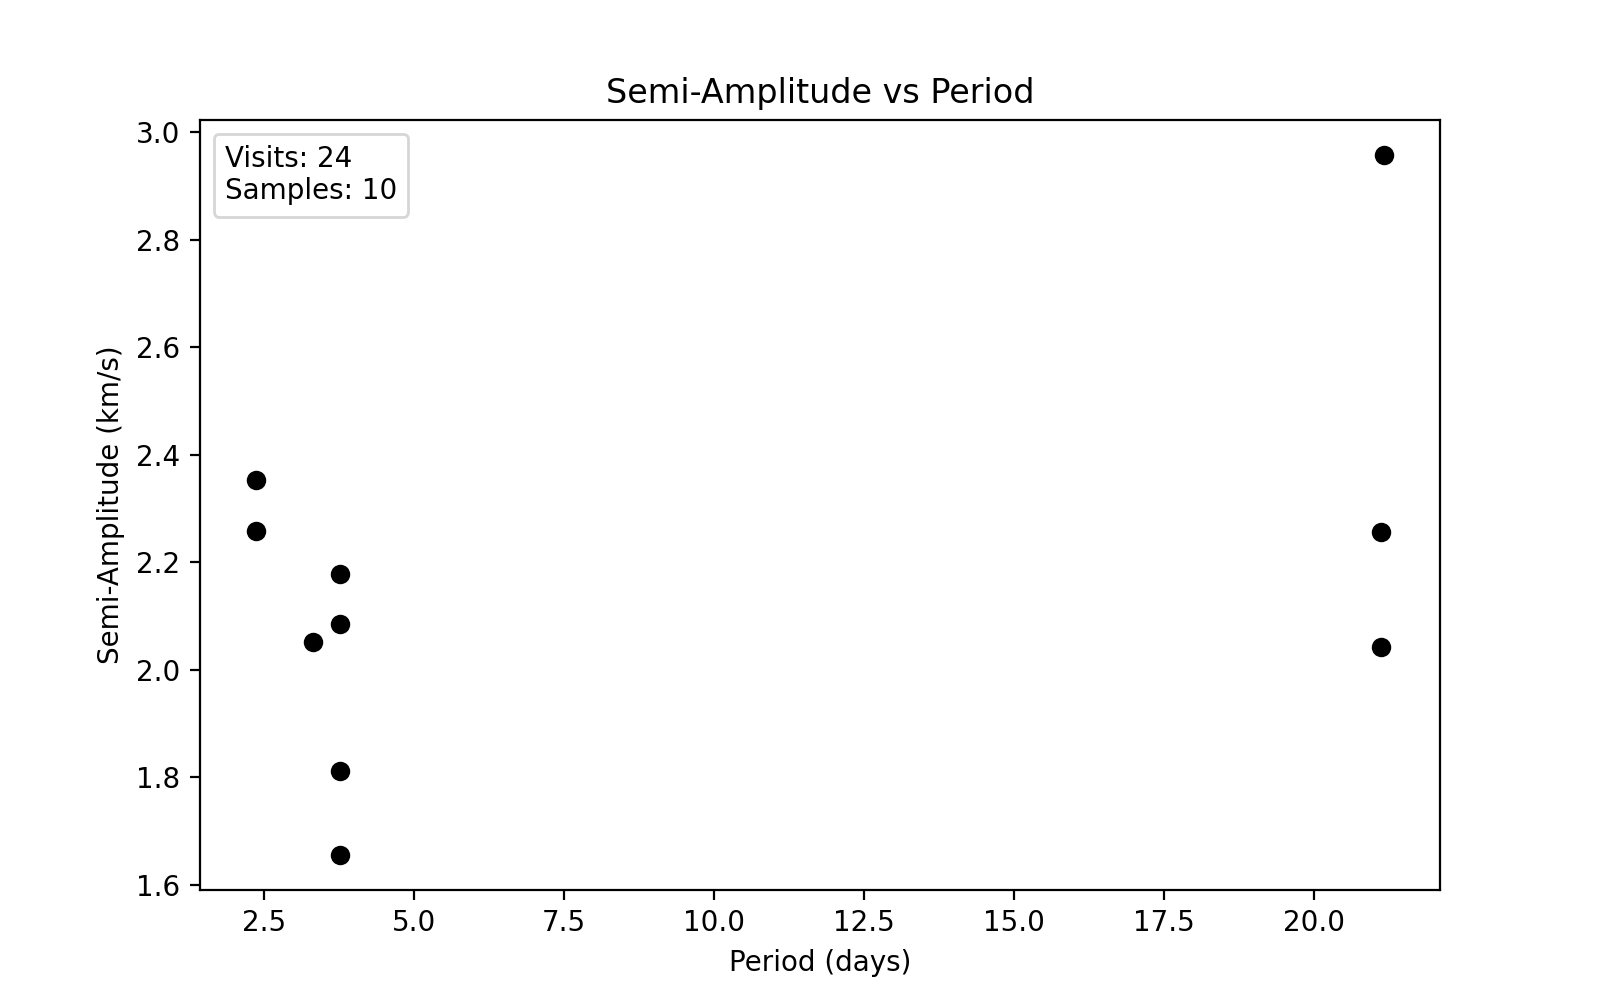 Semi-Amplitude vs Period
Visits: 24
Samples: 10
3.0
2.8
2.6
2.4
2.2
2.0
1.8
1.6
Semi-Amplitude (km/s)
2.5 5.0 7.5 10.0 12.5 15.0 17.5 20.0
Period (days)